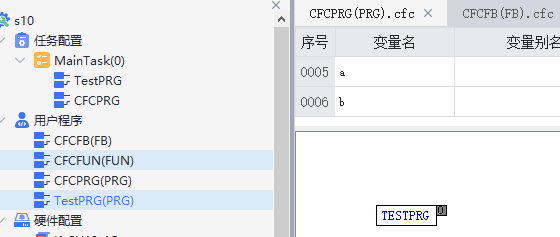 s10
任务配置
MainTask(0)
TestPRG
CFCPRG
用户程序
CFCFB(FB)
CFCFUN(FUN)
CFCPRG(PRG)
TestPRG(PRG)
硬件配置
CFCPRG(PRG).cfc × CFCFB(FB).cfc
序号 变量名 变量别名
0005 a
0006 b
TESTPRG 0